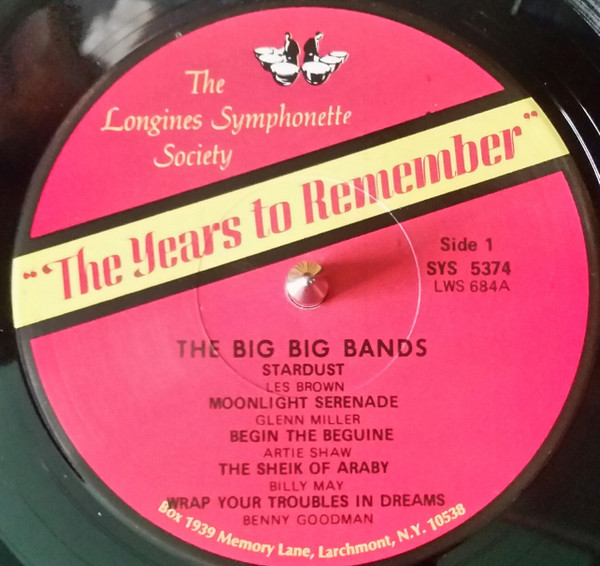 The
Longines Symphonette
Society
"The Years to Remember"
Side 1
SYS 5374
LWS 684A
THE BIG BIG BANDS
STARDUST
LES BROWN
MOONLIGHT SERENADE
GLENN MILLER
BEGIN THE BEGUINE
ARTIE SHAW
THE SHEIK OF ARABY
BILLY MAY
WRAP YOUR TROUBLES IN DREAMS
BENNY GOODMAN
Box 1939 Memory Lane, Larchmont, N.Y. 10538